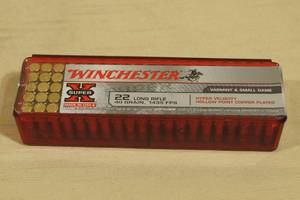 WINCHESTER
VARMINT & SMALL GAME
SUPER
X
22 LONG RIFLE
40 GRAIN, 1435 FPS
HYPER VELOCITY
HOLLOW POINT COPPER PLATED